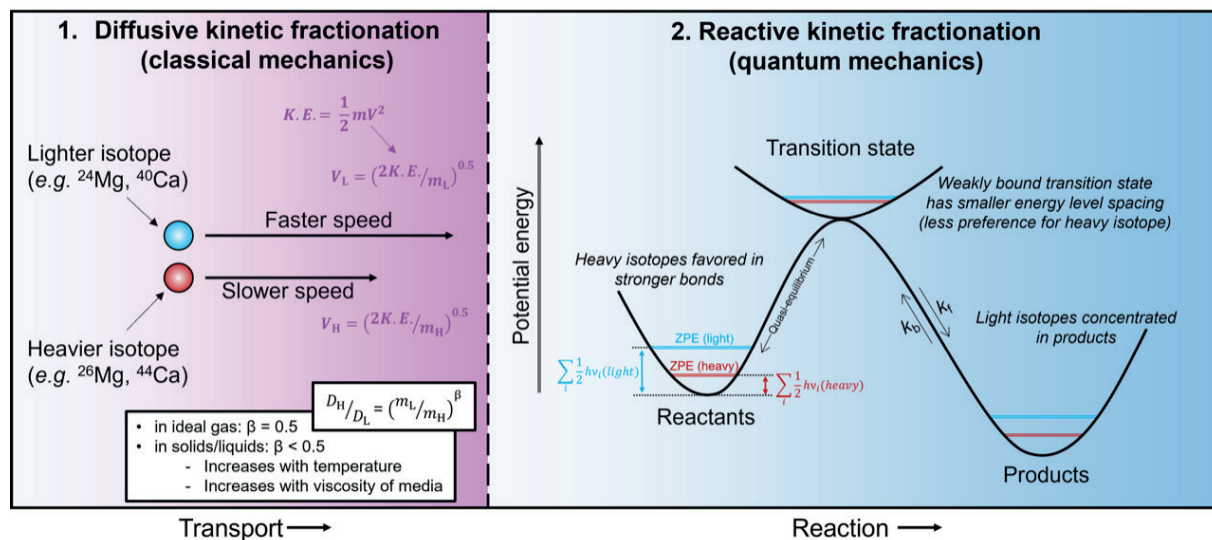 1. Diffusive kinetic fractionation
(classical mechanics)
K.E.= 1/2 mV²
Lighter isotope
(e.g. ²⁴Mg, ⁴⁰Ca)
V_L = (2K.E./m_L)^0.5
Faster speed
Slower speed
V_H = (2K.E./m_H)^0.5
Heavier isotope
(e.g. ²⁶Mg, ⁴⁴Ca)
D_H/D_L = (m_L/m_H)^β
• in ideal gas: β = 0.5
• in solids/liquids: β < 0.5
- Increases with temperature
- Increases with viscosity of media
Transport
2. Reactive kinetic fractionation
(quantum mechanics)
Potential energy
Transition state
Weakly bound transition state
has smaller energy level spacing
(less preference for heavy isotope)
Heavy isotopes favored in
stronger bonds
Quasi-equilibrium
k_f
k_b
Light isotopes concentrated
in products
ZPE (light)
ZPE (heavy)
∑_i 1/2 hν_i(light)
∑_i 1/2 hν_i(heavy)
Reactants
Products
Reaction